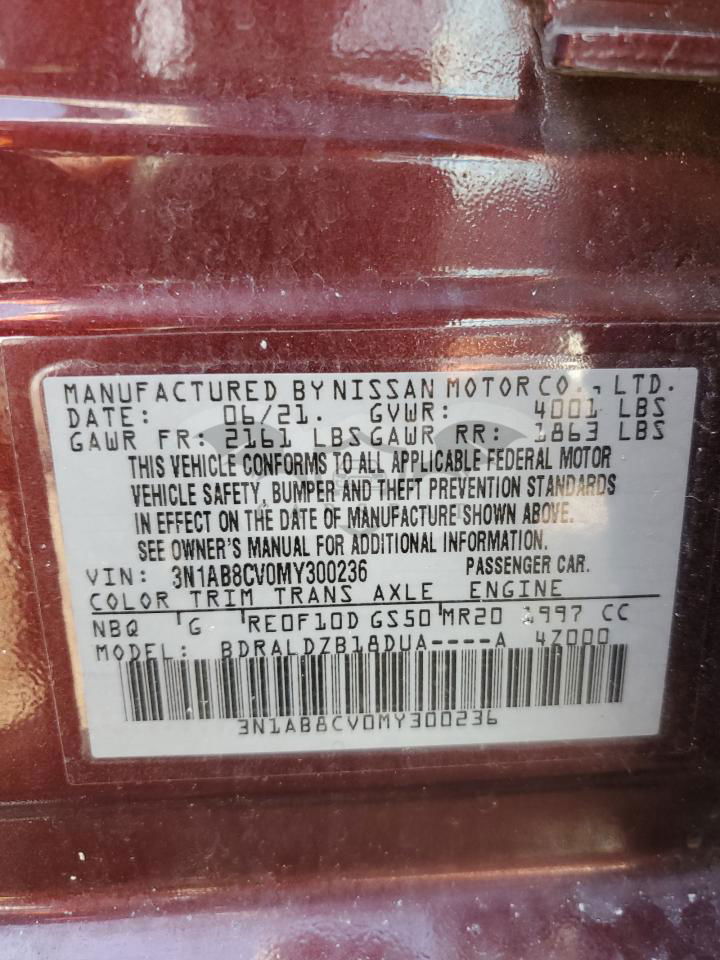 MANUFACTURED BY NISSAN MOTOR CO., LTD.
DATE: 06/21. GVWR: 4001 LBS
GAWR FR: 2161 LBS GAWR RR: 1863 LBS
THIS VEHICLE CONFORMS TO ALL APPLICABLE FEDERAL MOTOR
VEHICLE SAFETY, BUMPER AND THEFT PREVENTION STANDARDS
IN EFFECT ON THE DATE OF MANUFACTURE SHOWN ABOVE.
SEE OWNER'S MANUAL FOR ADDITIONAL INFORMATION.
VIN: 3N1AB8CV0MY300236 PASSENGER CAR.
COLOR TRIM TRANS AXLE ENGINE
NBQ G RE0F10D GS50 MR20 1997 CC
MODEL: BDRALDZB18DUA----A 4Z000
3N1AB8CV0MY300236